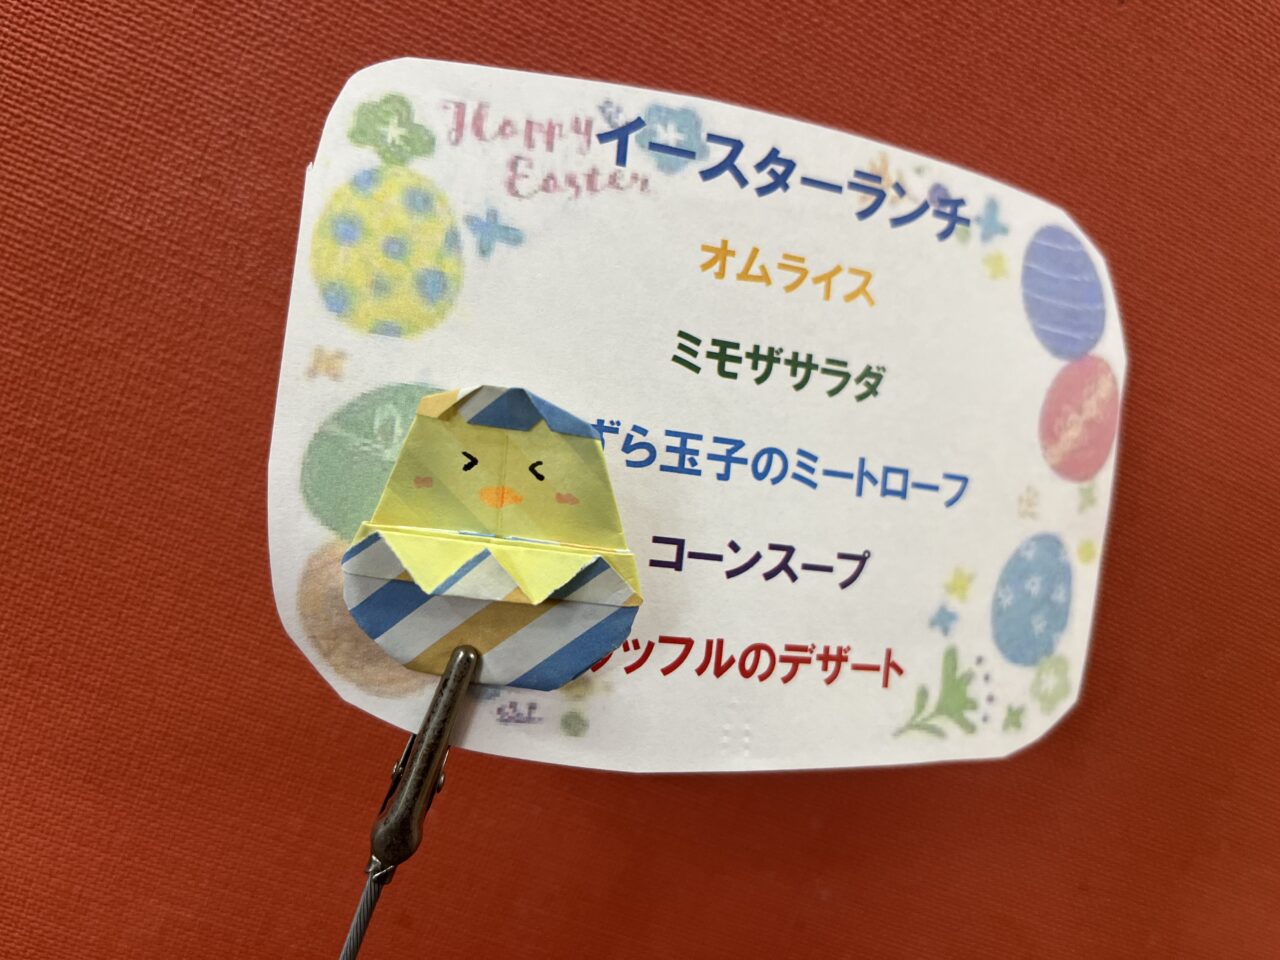 Happy
Easter
イースターランチ
オムライス
ミモザサラダ
ずら玉子のミートローフ
コーンスープ
ッフルのデザート